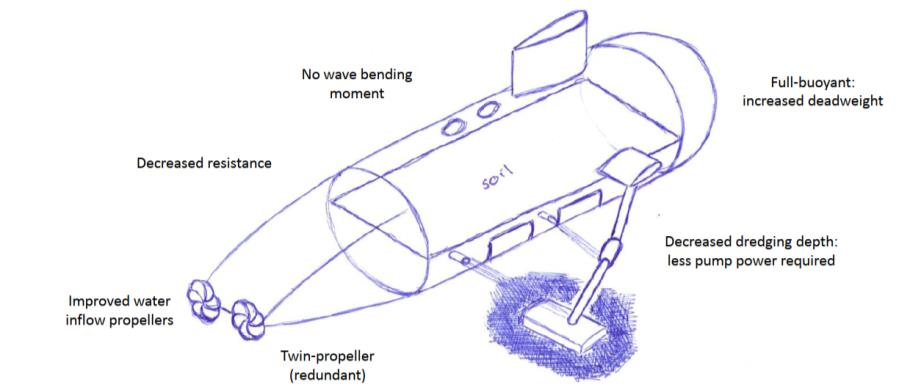 No wave bending
moment
Full-buoyant:
increased deadweight
Decreased resistance
soil
Decreased dredging depth:
less pump power required
Improved water
inflow propellers
Twin-propeller
(redundant)